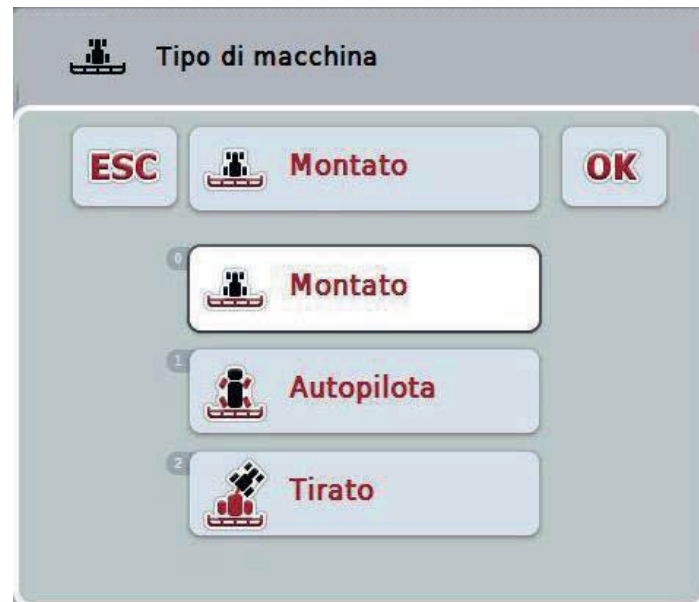 Tipo di macchina
ESC Montato OK
0
Montato
1
Autopilota
2
Tirato